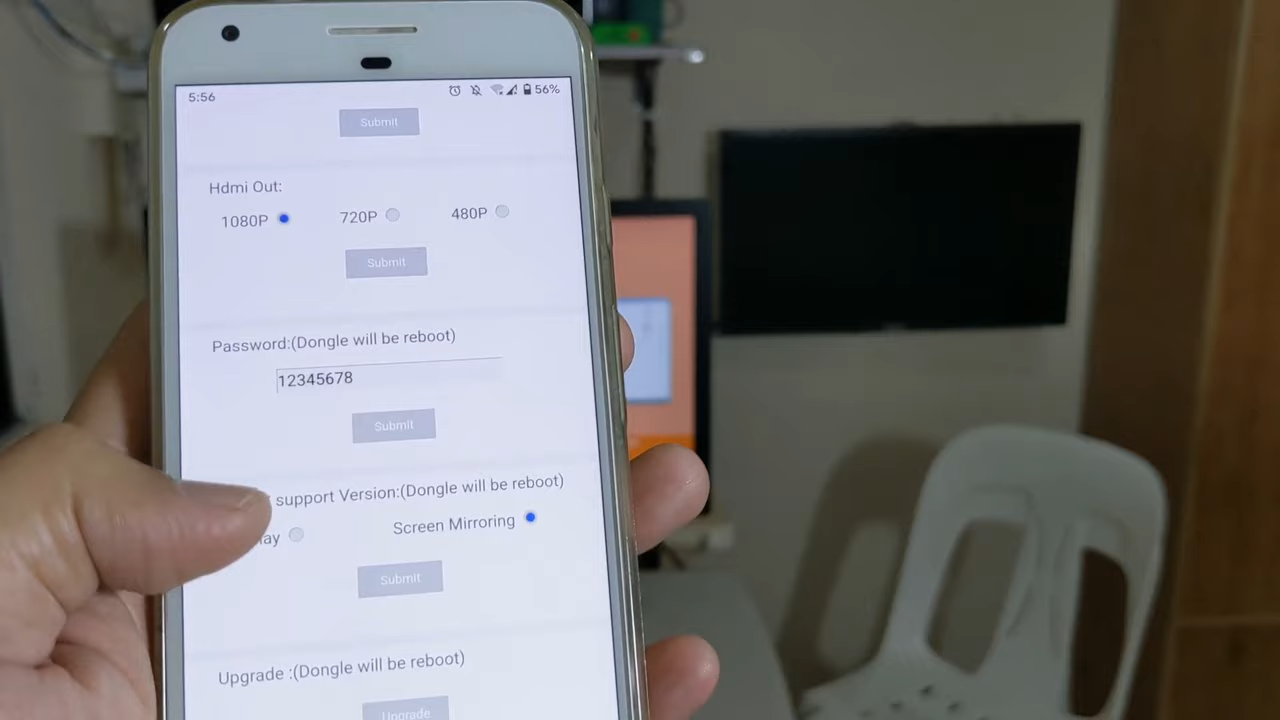 5:56 56%
Submit
Hdmi Out:
1080P 720P 480P
Submit
Password:(Dongle will be reboot)
12345678
Submit
support Version:(Dongle will be reboot)
Screen Mirroring
Submit
Upgrade :(Dongle will be reboot)
Upgrade